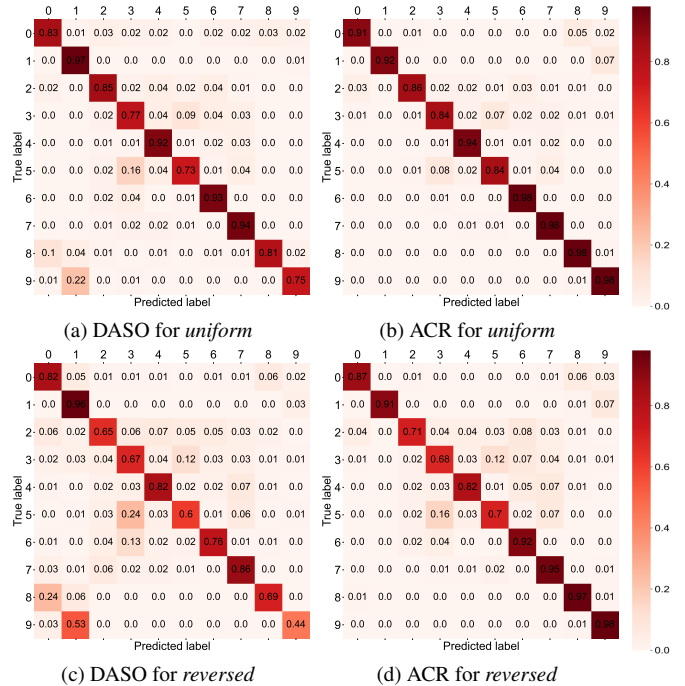 0 1 2 3 4 5 6 7 8 9
0 0.83 0.01 0.03 0.02 0.02 0.01 0.02 0.02 0.03 0.02
1 0.0 0.97 0.0 0.0 0.0 0.0 0.0 0.0 0.0 0.01
2 0.02 0.0 0.85 0.02 0.04 0.02 0.04 0.01 0.0 0.0
3 0.0 0.0 0.02 0.77 0.04 0.09 0.04 0.03 0.0 0.0
4 0.0 0.0 0.01 0.01 0.92 0.01 0.02 0.03 0.0 0.0
5 0.0 0.0 0.02 0.16 0.04 0.73 0.01 0.04 0.0 0.0
6 0.0 0.0 0.02 0.04 0.0 0.01 0.93 0.0 0.0 0.0
7 0.0 0.0 0.01 0.02 0.02 0.01 0.0 0.94 0.0 0.0
8 0.1 0.04 0.01 0.01 0.0 0.0 0.01 0.0 0.81 0.02
9 0.01 0.22 0.0 0.01 0.0 0.0 0.0 0.0 0.01 0.75
True label
Predicted label
(a) DASO for uniform
0 1 2 3 4 5 6 7 8 9
0 0.91 0.0 0.01 0.0 0.0 0.0 0.0 0.0 0.05 0.02
1 0.0 0.92 0.0 0.0 0.0 0.0 0.0 0.0 0.0 0.07
2 0.03 0.0 0.86 0.02 0.02 0.01 0.03 0.01 0.01 0.0
3 0.01 0.0 0.02 0.84 0.02 0.07 0.02 0.02 0.01 0.0
4 0.0 0.0 0.01 0.01 0.94 0.01 0.01 0.01 0.0 0.0
5 0.0 0.0 0.01 0.08 0.02 0.84 0.01 0.04 0.0 0.0
6 0.0 0.0 0.01 0.01 0.0 0.0 0.98 0.0 0.0 0.0
7 0.0 0.0 0.0 0.0 0.01 0.01 0.0 0.98 0.0 0.0
8 0.01 0.0 0.0 0.0 0.0 0.0 0.0 0.0 0.98 0.01
9 0.01 0.01 0.0 0.0 0.0 0.0 0.0 0.0 0.01 0.96
True label
Predicted label
0.8
0.6
0.4
0.2
0.0
(b) ACR for uniform
0 1 2 3 4 5 6 7 8 9
0 0.82 0.05 0.01 0.01 0.01 0.0 0.01 0.01 0.06 0.02
1 0.0 0.96 0.0 0.0 0.0 0.0 0.0 0.0 0.0 0.03
2 0.06 0.02 0.65 0.06 0.07 0.05 0.05 0.03 0.02 0.0
3 0.02 0.03 0.04 0.67 0.04 0.12 0.03 0.03 0.01 0.0
4 0.01 0.0 0.02 0.03 0.82 0.02 0.02 0.07 0.0 0.01
5 0.0 0.01 0.03 0.24 0.03 0.6 0.01 0.06 0.0 0.01
6 0.0 0.03 0.04 0.13 0.02 0.02 0.76 0.0 0.0 0.0
7 0.03 0.01 0.06 0.02 0.02 0.01 0.0 0.86 0.0 0.0
8 0.24 0.06 0.0 0.0 0.0 0.0 0.0 0.0 0.69 0.0
9 0.03 0.53 0.0 0.0 0.0 0.0 0.0 0.0 0.0 0.44
True label
Predicted label
(c) DASO for reversed
0 1 2 3 4 5 6 7 8 9
0 0.87 0.0 0.01 0.01 0.0 0.0 0.01 0.01 0.06 0.03
1 0.0 0.91 0.0 0.0 0.0 0.0 0.01 0.0 0.01 0.07
2 0.04 0.0 0.71 0.04 0.04 0.03 0.08 0.03 0.01 0.0
3 0.01 0.0 0.02 0.68 0.03 0.12 0.07 0.04 0.01 0.01
4 0.01 0.0 0.02 0.02 0.82 0.01 0.05 0.07 0.0 0.0
5 0.0 0.0 0.02 0.16 0.03 0.7 0.02 0.07 0.0 0.0
6 0.0 0.0 0.02 0.04 0.0 0.0 0.92 0.0 0.0 0.0
7 0.0 0.0 0.0 0.01 0.01 0.02 0.0 0.95 0.0 0.0
8 0.01 0.0 0.0 0.0 0.0 0.0 0.0 0.0 0.97 0.01
9 0.0 0.01 0.0 0.0 0.0 0.0 0.0 0.0 0.01 0.98
True label
Predicted label
0.8
0.6
0.4
0.2
0.0
(d) ACR for reversed